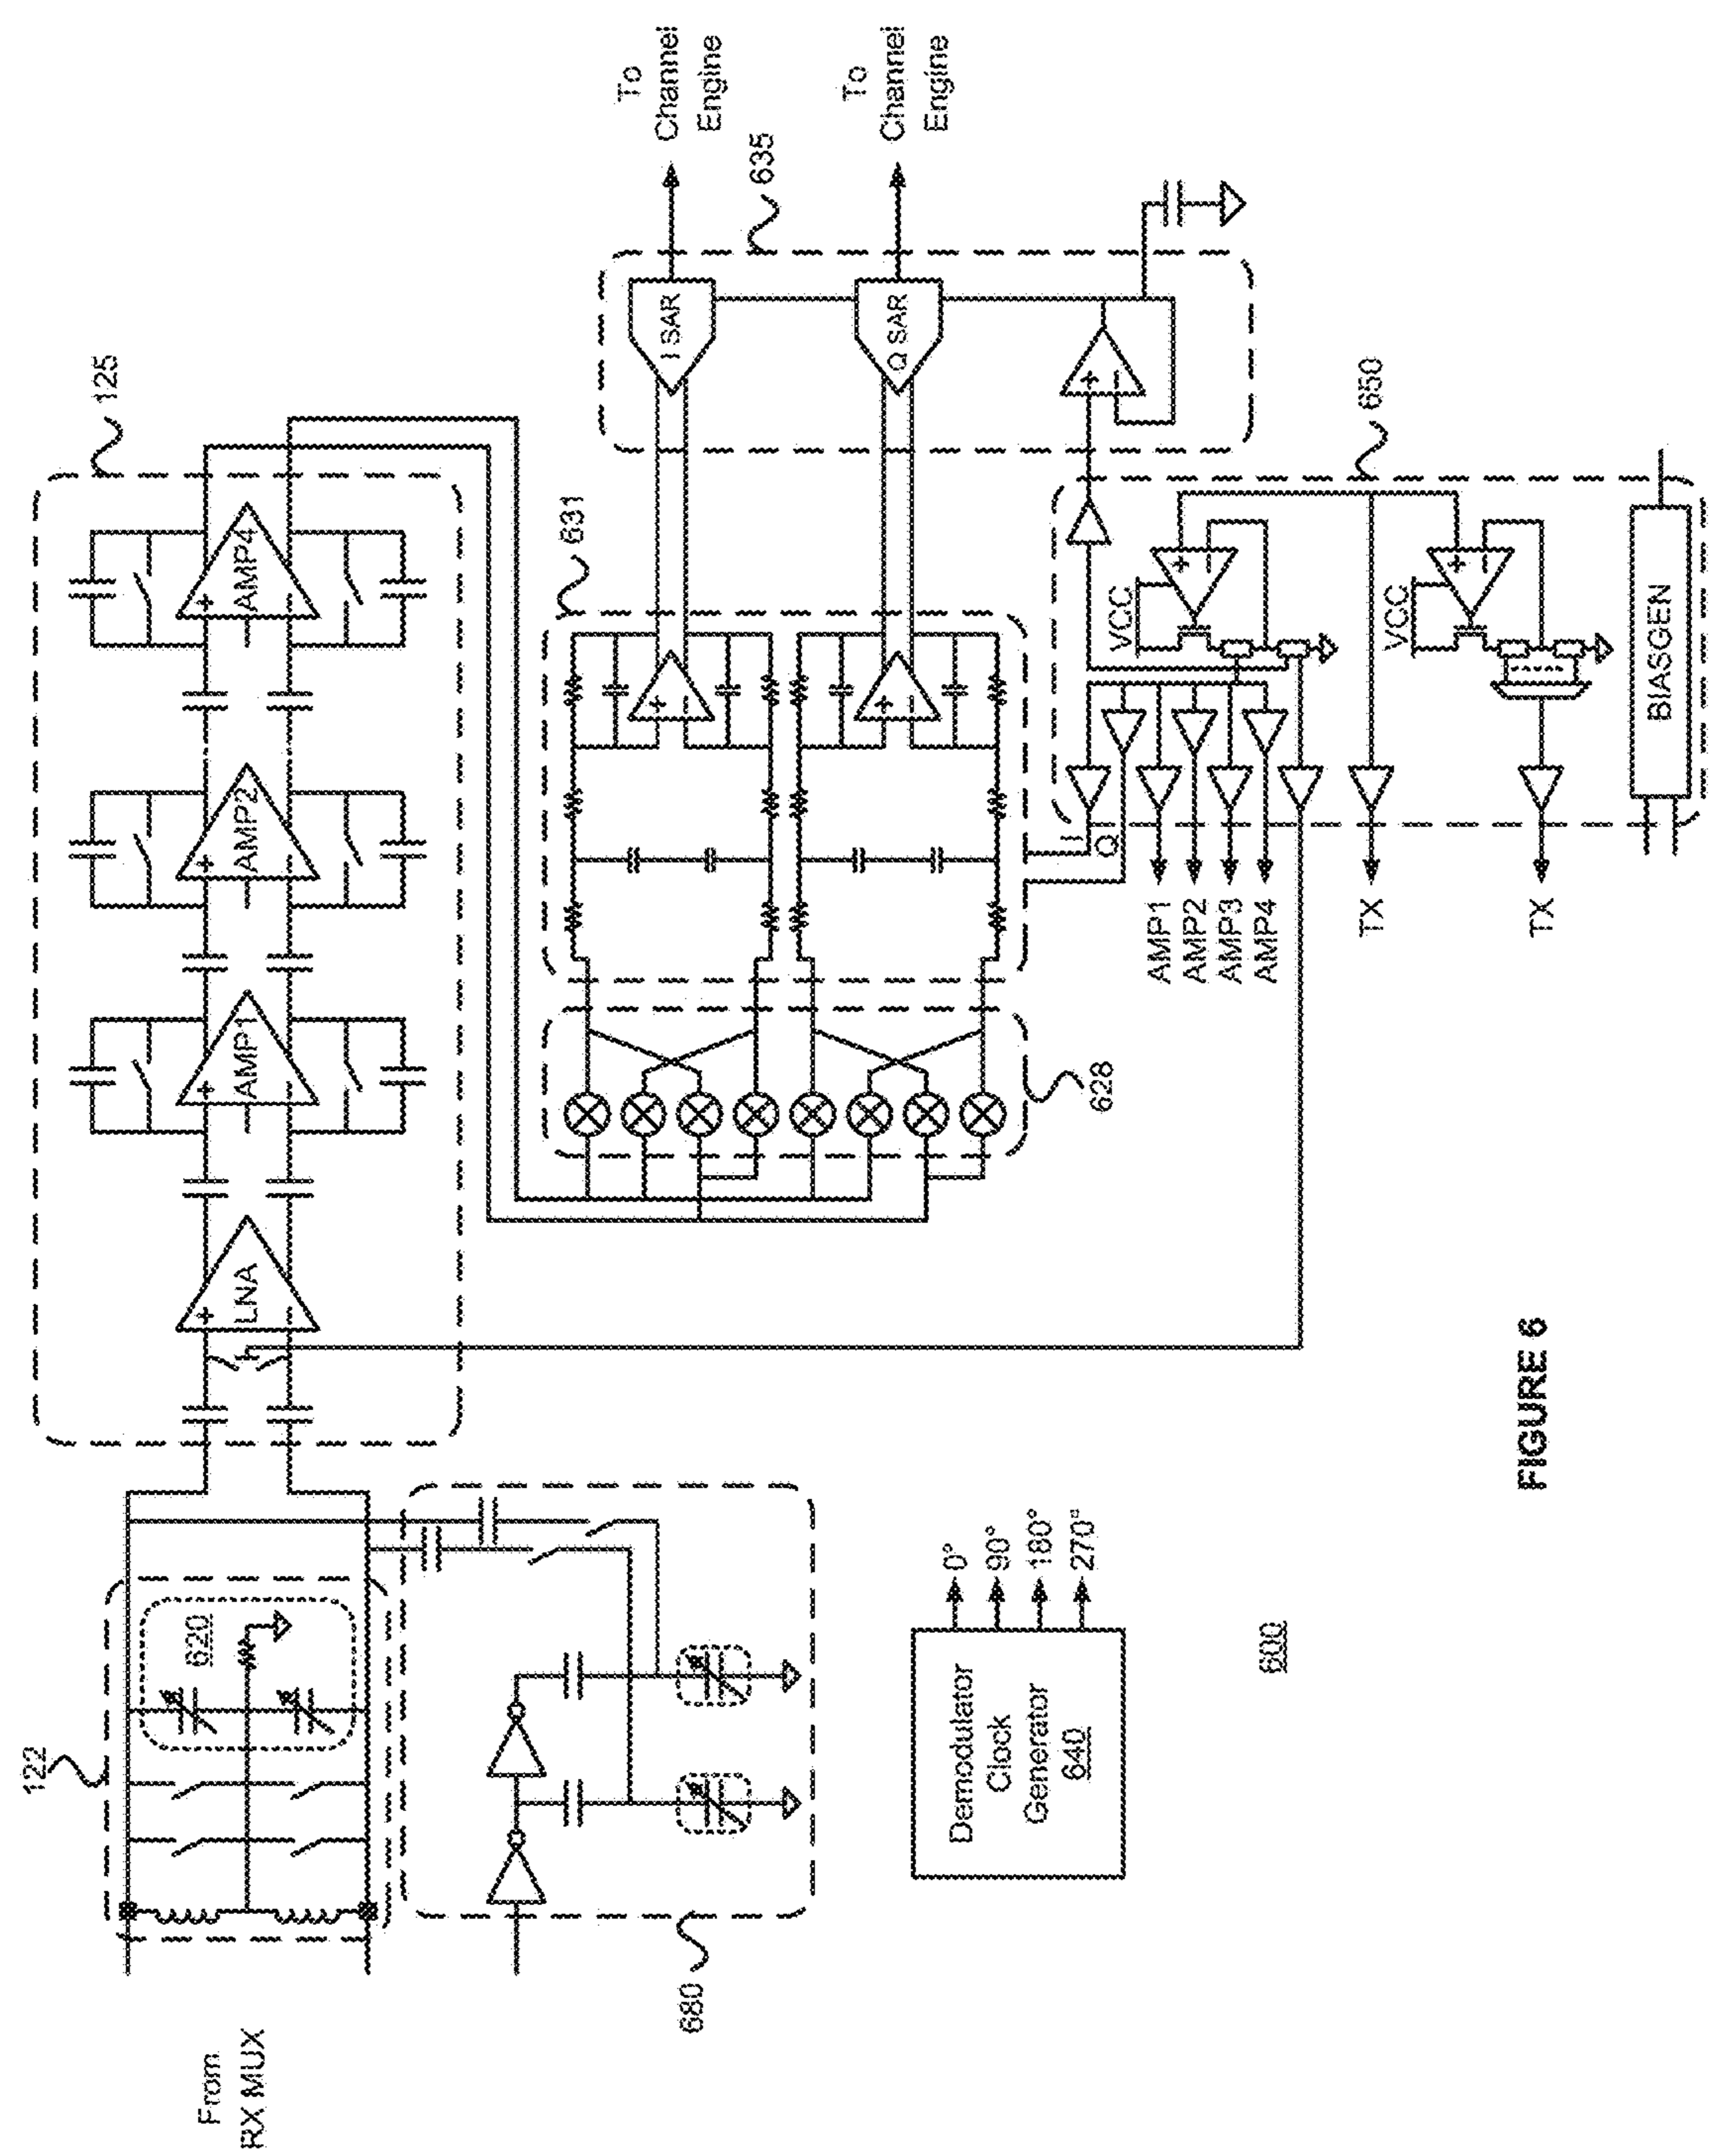 From
RX MUX
122
620
680
LNA
AMP1
AMP2
AMP4
125
628
631
I SAR
Q SAR
635
To
Channel
Engine
To
Channel
Engine
I
Q
AMP1
AMP2
AMP3
AMP4
TX
TX
VCC
VCC
BIASGEN
650
Demodulator
Clock
Generator
640
0°
90°
180°
270°
600
FIGURE 6